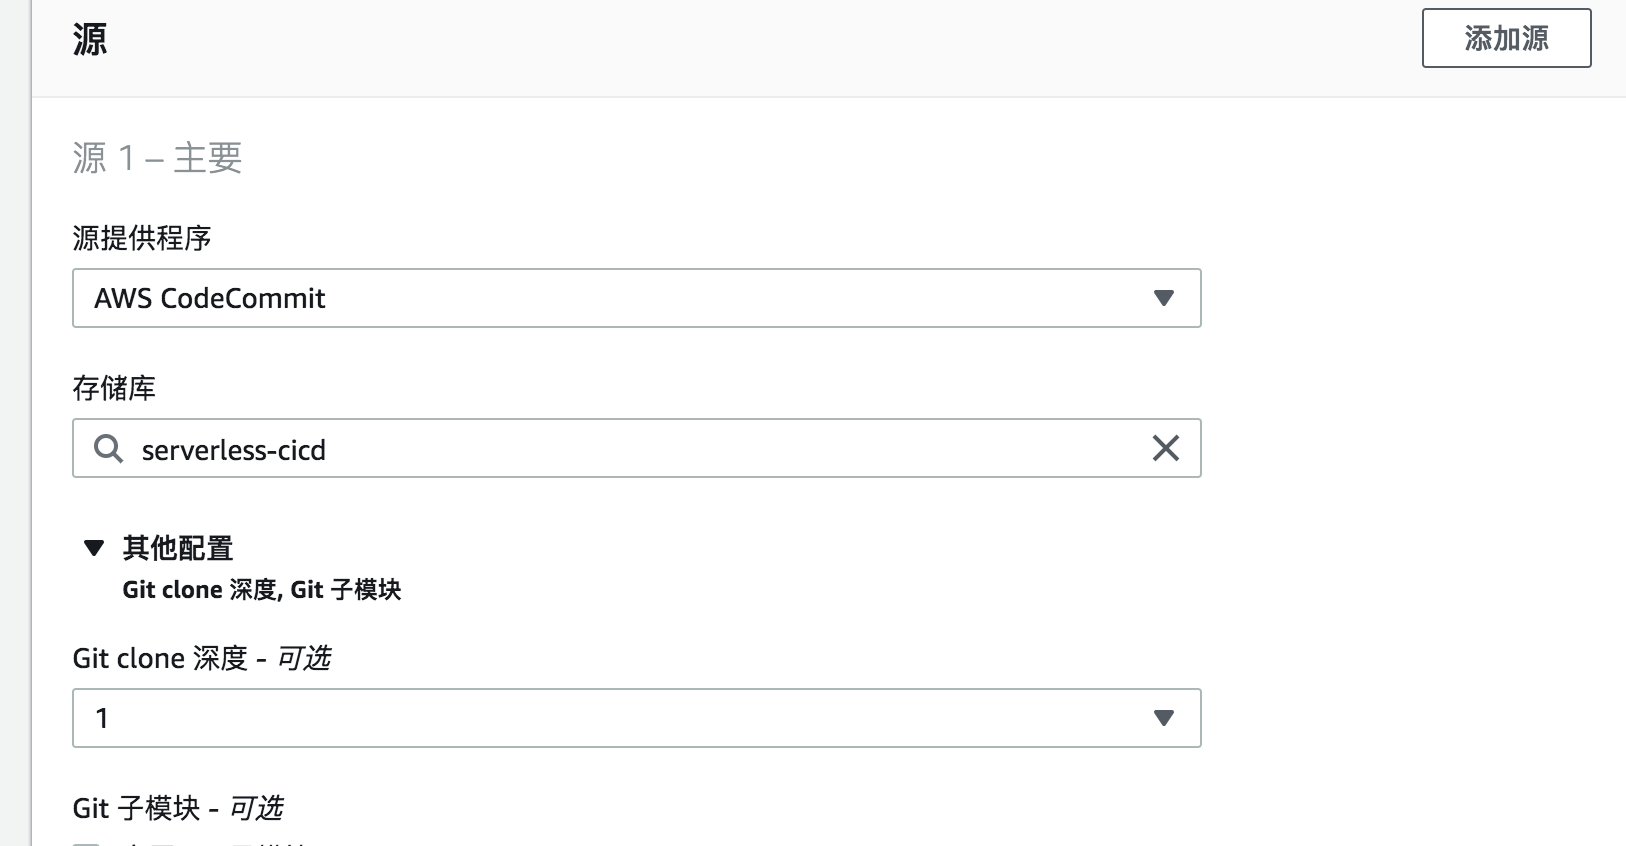 源
添加源
源 1 – 主要
源提供程序
AWS CodeCommit
存储库
serverless-cicd
其他配置
Git clone 深度, Git 子模块
Git clone 深度 - 可选
1
Git 子模块 - 可选